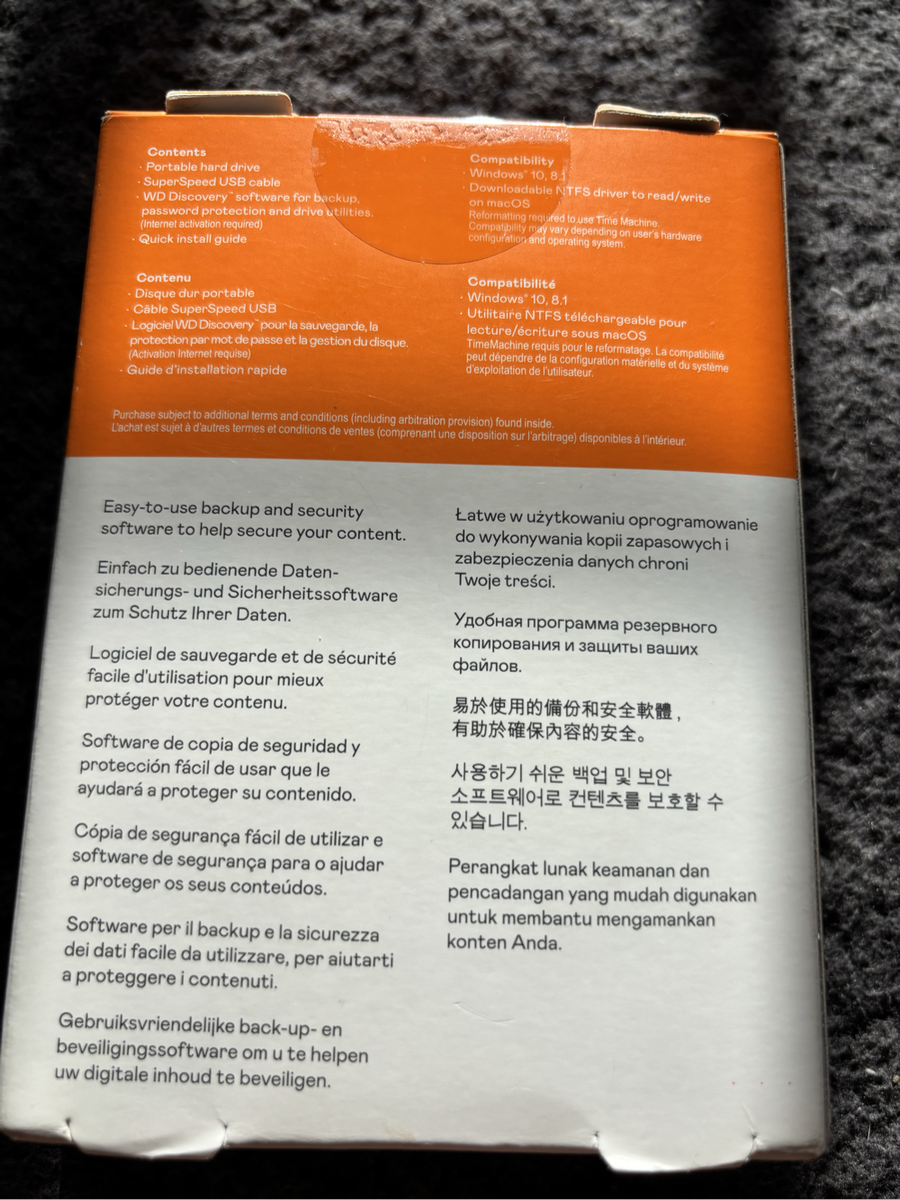 Contents
· Portable hard drive
· SuperSpeed USB cable
· WD Discovery™ software for backup,
password protection and drive utilities.
(Internet activation required)
· Quick install guide
Contenu
· Disque dur portable
· Câble SuperSpeed USB
· Logiciel WD Discovery™ pour la sauvegarde, la
protection par mot de passe et la gestion du disque.
(Activation Internet requise)
· Guide d'installation rapide
Compatibility
· Windows® 10, 8.1
· Downloadable NTFS driver to read/write
on macOS
Reformatting required to use Time Machine.
Compatibility may vary depending on user's hardware
configuration and operating system.
Compatibilité
· Windows® 10, 8.1
· Utilitaire NTFS téléchargeable pour
lecture/écriture sous macOS
TimeMachine requis pour le reformatage. La compatibilité
peut dépendre de la configuration matérielle et du système
d'exploitation de l'utilisateur.
Purchase subject to additional terms and conditions (including arbitration provision) found inside.
L'achat est sujet à d'autres termes et conditions de ventes (comprenant une disposition sur l'arbitrage) disponibles à l'intérieur.
Easy-to-use backup and security
software to help secure your content.
Einfach zu bedienende Daten-
sicherungs- und Sicherheitssoftware
zum Schutz Ihrer Daten.
Logiciel de sauvegarde et de sécurité
facile d'utilisation pour mieux
protéger votre contenu.
Software de copia de seguridad y
protección fácil de usar que le
ayudará a proteger su contenido.
Cópia de segurança fácil de utilizar e
software de segurança para o ajudar
a proteger os seus conteúdos.
Software per il backup e la sicurezza
dei dati facile da utilizzare, per aiutarti
a proteggere i contenuti.
Gebruiksvriendelijke back-up- en
beveiligingssoftware om u te helpen
uw digitale inhoud te beveiligen.
Łatwe w użytkowaniu oprogramowanie
do wykonywania kopii zapasowych i
zabezpieczenia danych chroni
Twoje treści.
Удобная программа резервного
копирования и защиты ваших
файлов.
易於使用的備份和安全軟體，
有助於確保內容的安全。
사용하기 쉬운 백업 및 보안
소프트웨어로 컨텐츠를 보호할 수
있습니다.
Perangkat lunak keamanan dan
pencadangan yang mudah digunakan
untuk membantu mengamankan
konten Anda.